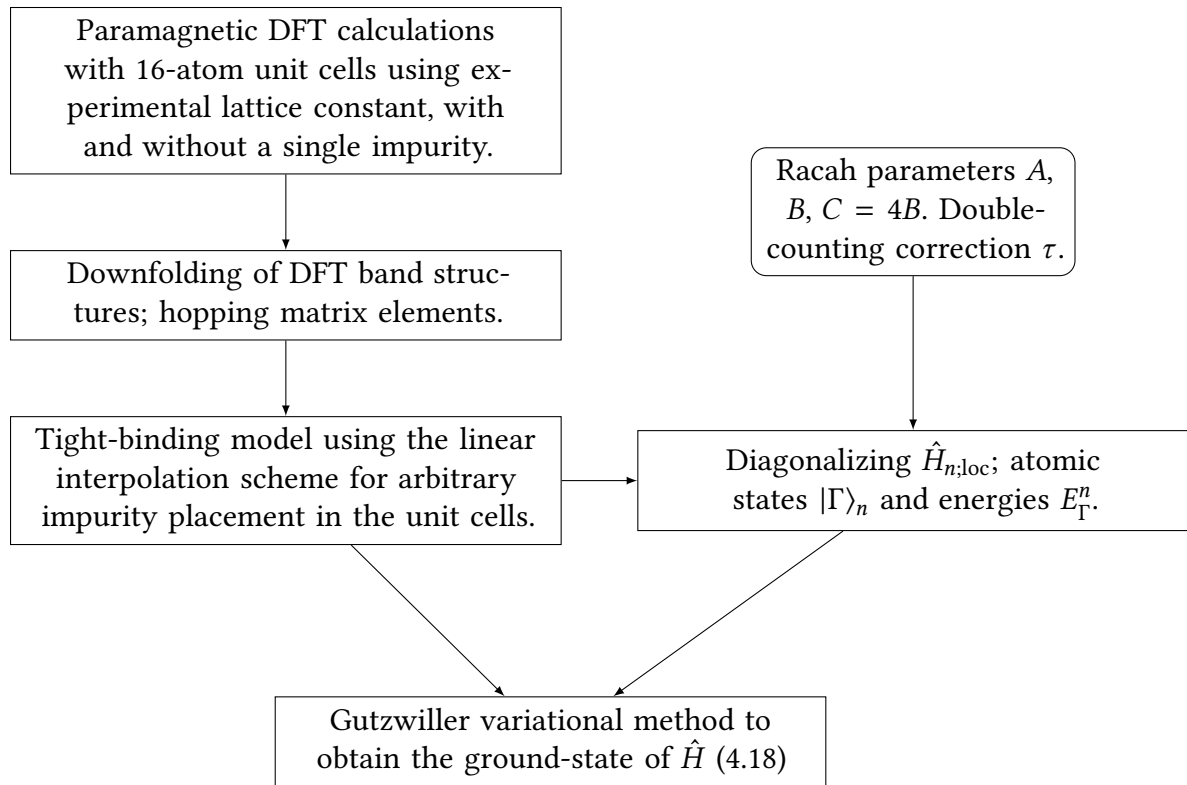 Paramagnetic DFT calculations
with 16-atom unit cells using ex-
perimental lattice constant, with
and without a single impurity.
Racah parameters A,
B, C = 4B. Double-
counting correction τ.
Downfolding of DFT band struc-
tures; hopping matrix elements.
Tight-binding model using the linear
interpolation scheme for arbitrary
impurity placement in the unit cells.
Diagonalizing Ĥ_{n;loc}; atomic
states |Γ⟩_n and energies E_Γ^n.
Gutzwiller variational method to
obtain the ground-state of Ĥ (4.18)